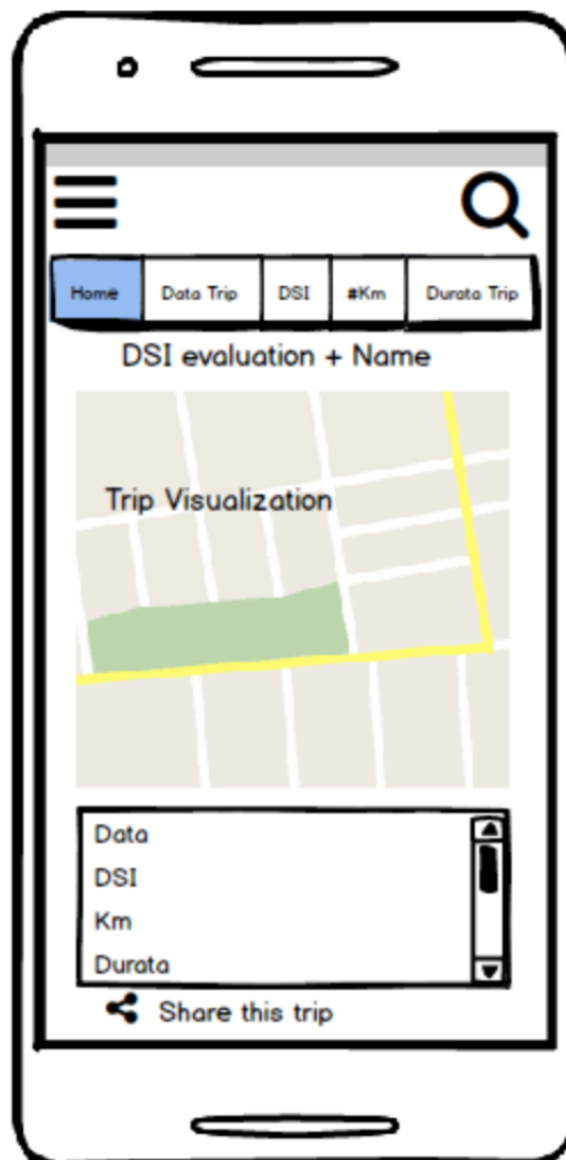 Home Data Trip DSI #Km Durata Trip
DSI evaluation + Name
Trip Visualization
Data
DSI
Km
Durata
Share this trip